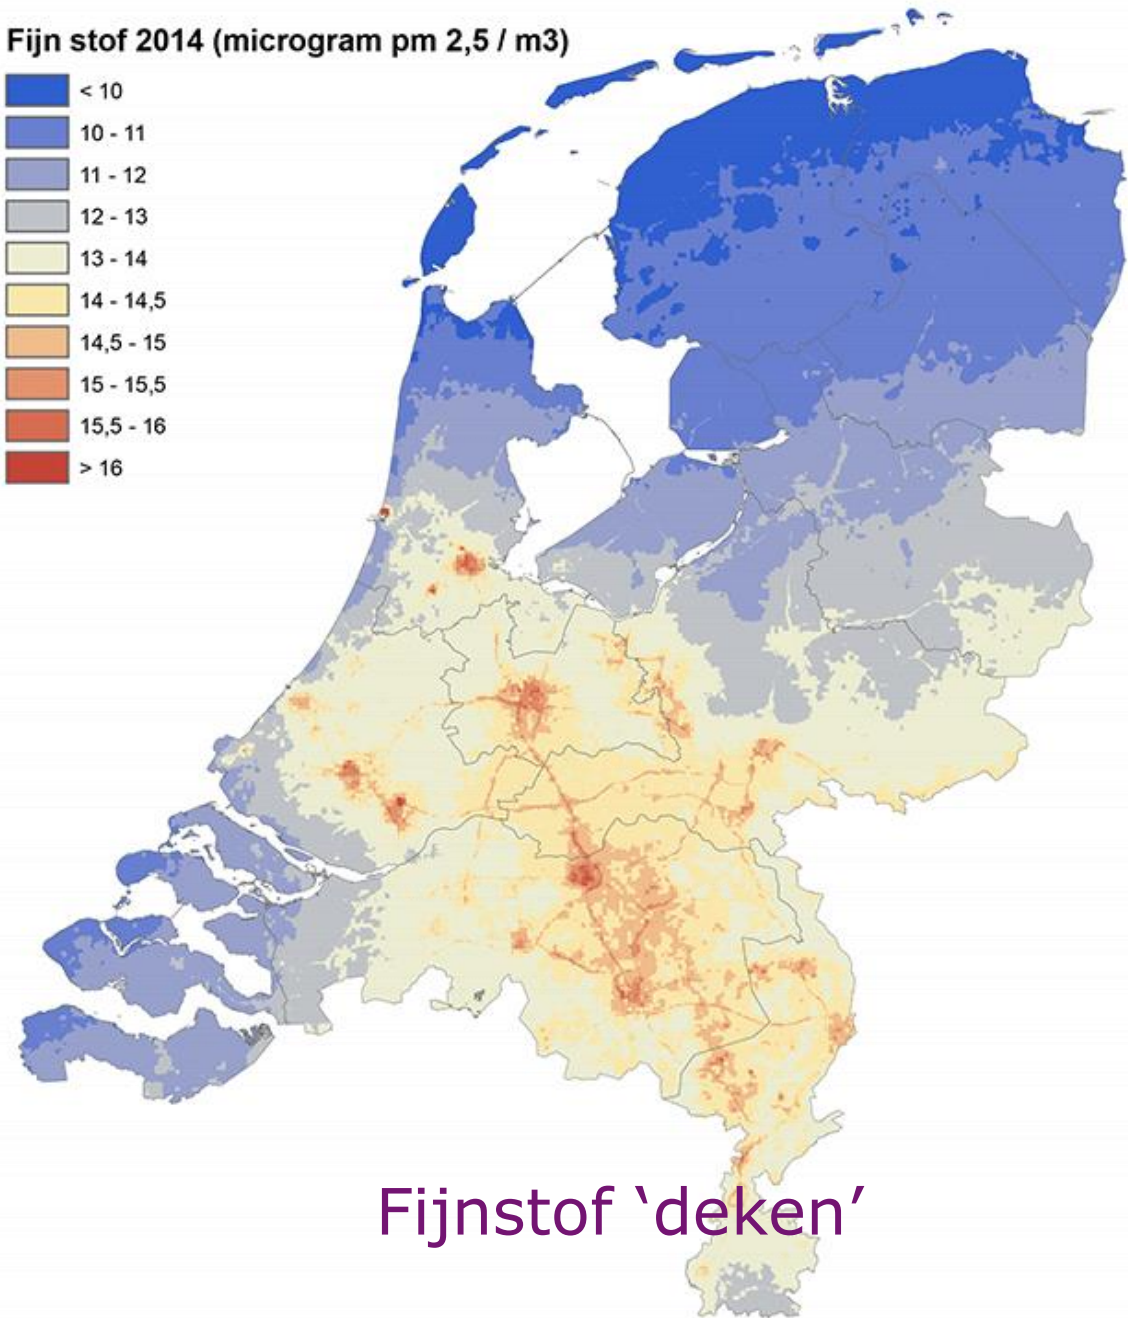 Fijn stof 2014 (microgram pm 2,5 / m3)
< 10
10 - 11
11 - 12
12 - 13
13 - 14
14 - 14,5
14,5 - 15
15 - 15,5
15,5 - 16
> 16
Fijnstof ‘deken’